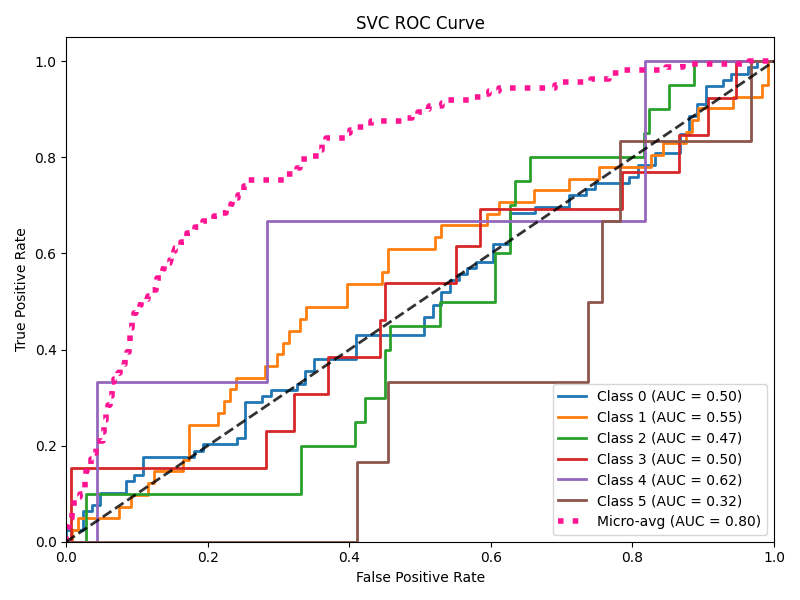 SVC ROC Curve
True Positive Rate
1.0
0.8
0.6
0.4
0.2
0.0
Class 0 (AUC = 0.50)
Class 1 (AUC = 0.55)
Class 2 (AUC = 0.47)
Class 3 (AUC = 0.50)
Class 4 (AUC = 0.62)
Class 5 (AUC = 0.32)
Micro-avg (AUC = 0.80)
0.0 0.2 0.4 0.6 0.8 1.0
False Positive Rate